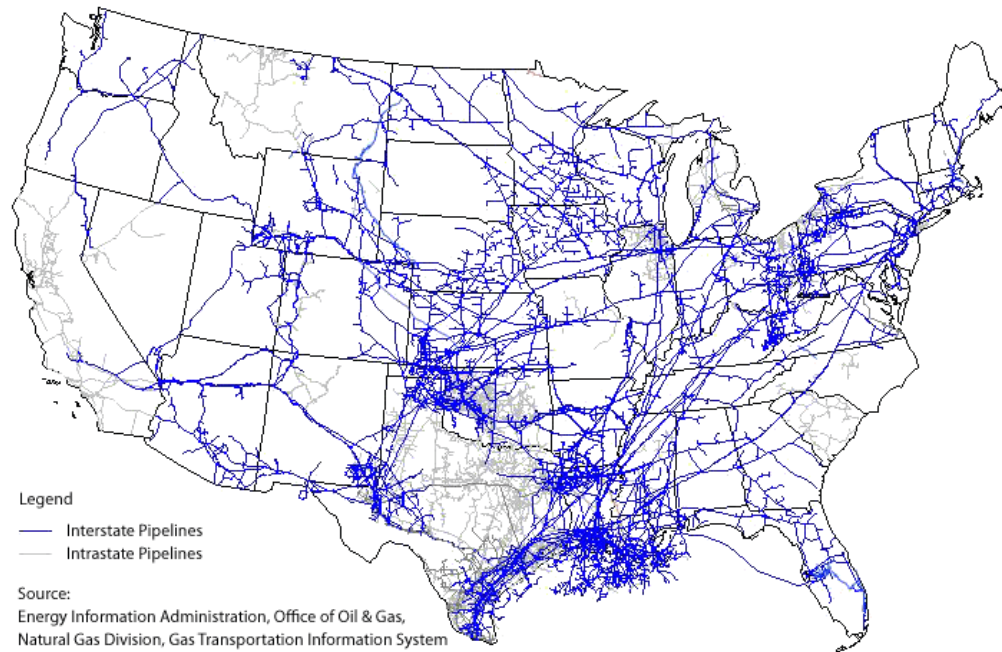 Legend
Interstate Pipelines
Intrastate Pipelines
Source:
Energy Information Administration, Office of Oil & Gas,
Natural Gas Division, Gas Transportation Information System